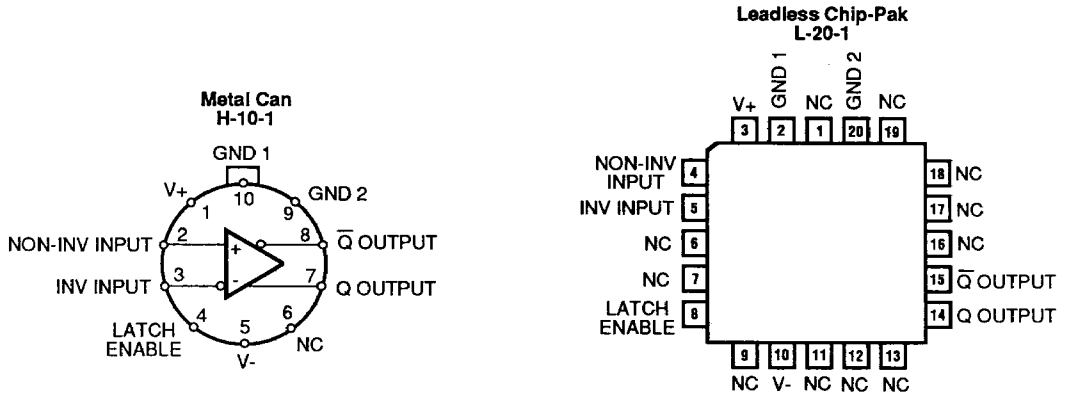 Metal Can
H-10-1
GND 1
10
V+
1
GND 2
9
NON-INV INPUT
2
+
8
Q̅ OUTPUT
INV INPUT
3
-
7
Q OUTPUT
LATCH
ENABLE
4
5
V-
6
NC
Leadless Chip-Pak
L-20-1
V+
GND 1
NC
GND 2
NC
3
2
1
20
19
NON-INV
INPUT
4
INV INPUT
5
NC
6
NC
7
LATCH
ENABLE
8
18 NC
17 NC
16 NC
15 Q̅ OUTPUT
14 Q OUTPUT
9
10
11
12
13
NC
V-
NC
NC
NC